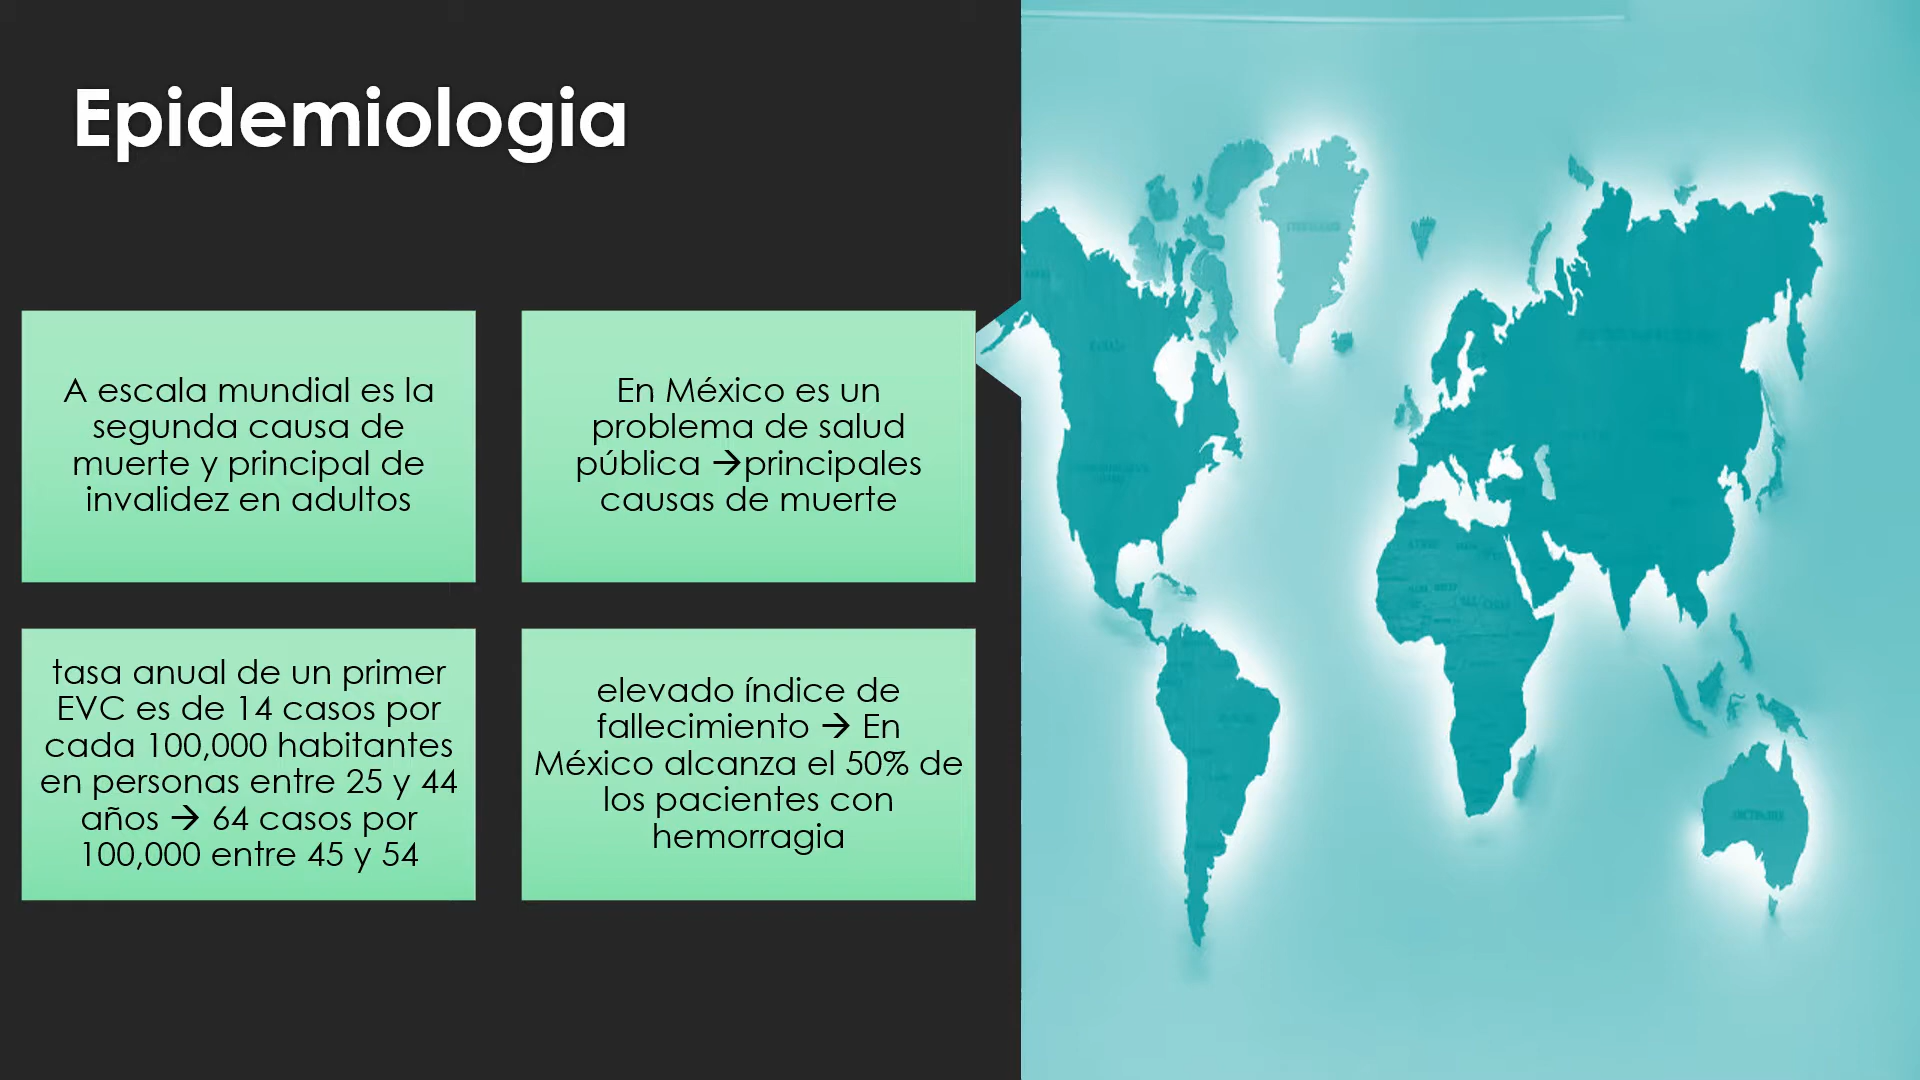 Epidemiologia
A escala mundial es la
segunda causa de
muerte y principal de
invalidez en adultos
En México es un
problema de salud
pública →principales
causas de muerte
tasa anual de un primer
EVC es de 14 casos por
cada 100,000 habitantes
en personas entre 25 y 44
años → 64 casos por
100,000 entre 45 y 54
elevado índice de
fallecimiento → En
México alcanza el 50% de
los pacientes con
hemorragia